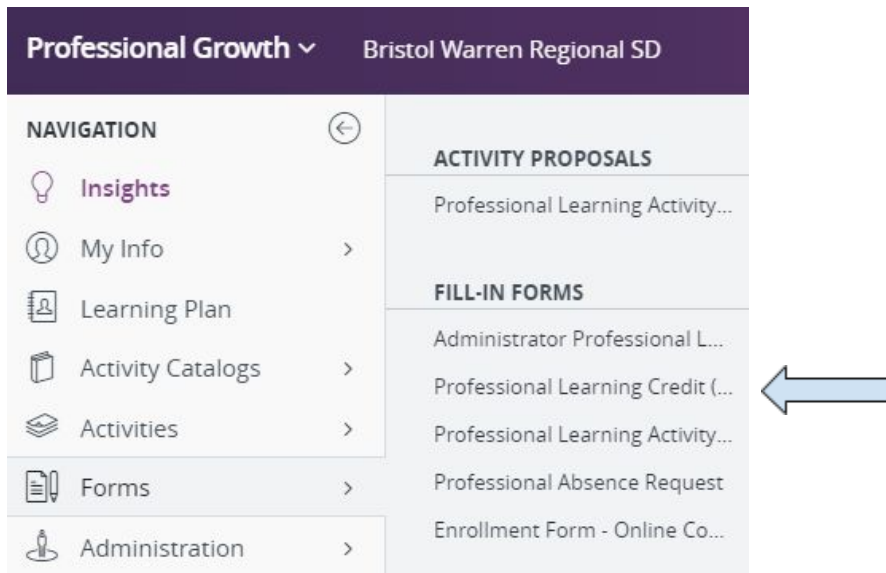 Professional Growth Bristol Warren Regional SD
NAVIGATION
Insights
My Info
Learning Plan
Activity Catalogs
Activities
Forms
Administration
ACTIVITY PROPOSALS
Professional Learning Activity...
FILL-IN FORMS
Administrator Professional L...
Professional Learning Credit (...
Professional Learning Activity...
Professional Absence Request
Enrollment Form - Online Co...